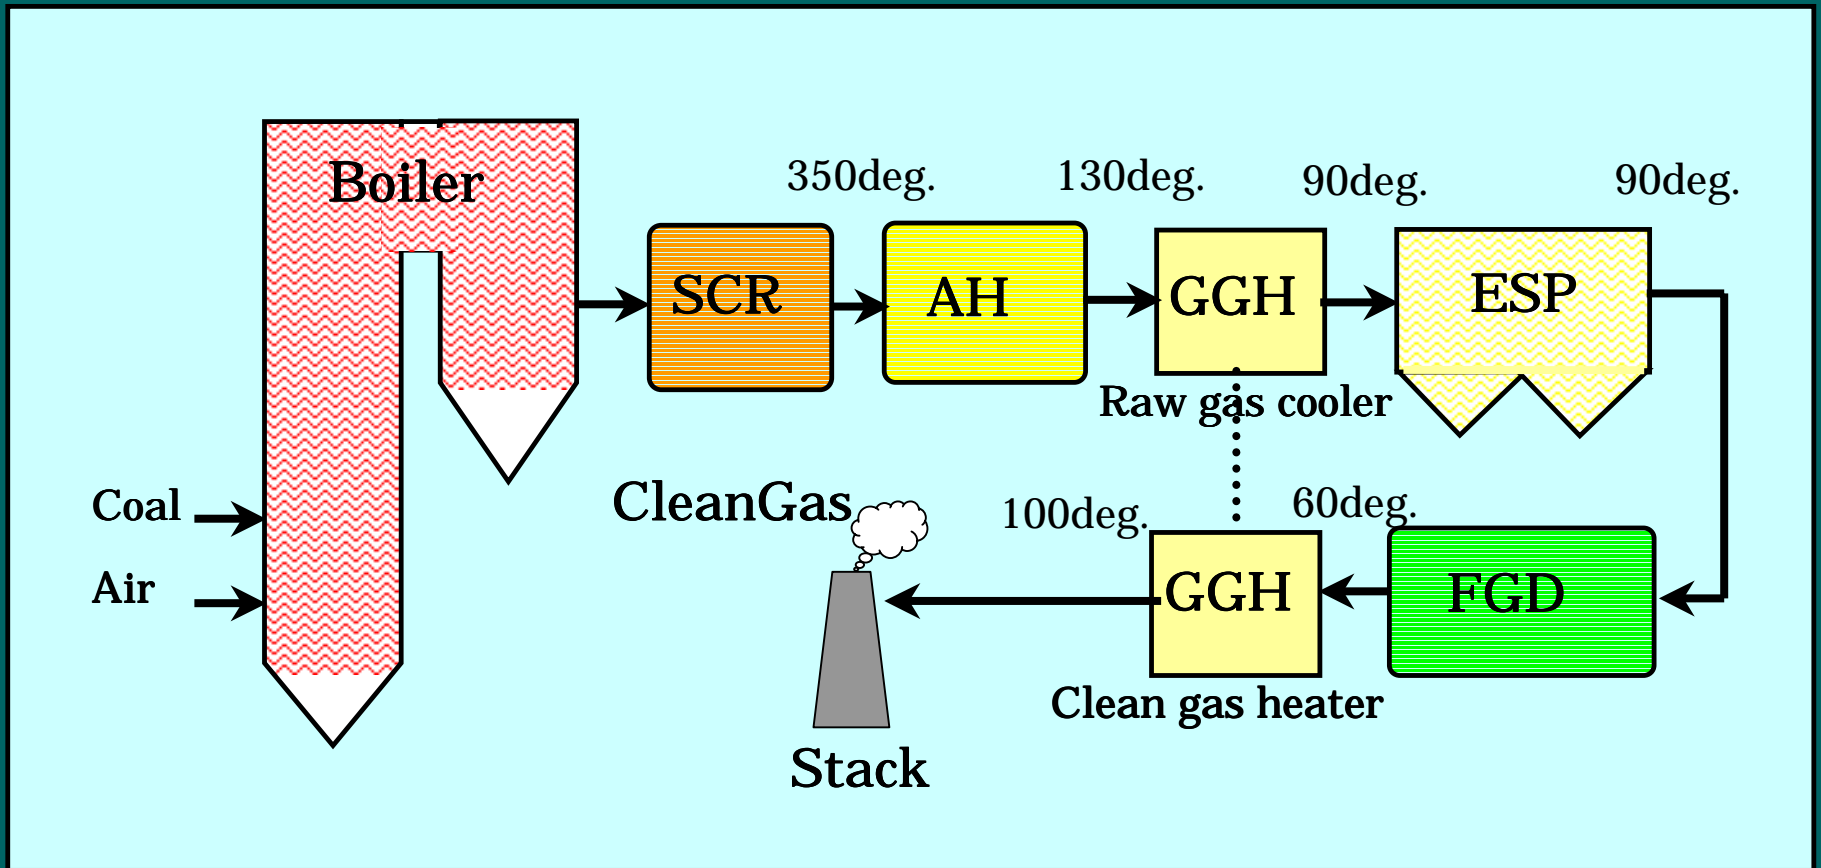 Boiler
350deg.
130deg.
90deg.
90deg.
SCR
AH
GGH
ESP
Raw gas cooler
Coal
CleanGas
100deg.
60deg.
Air
GGH
FGD
Clean gas heater
Stack